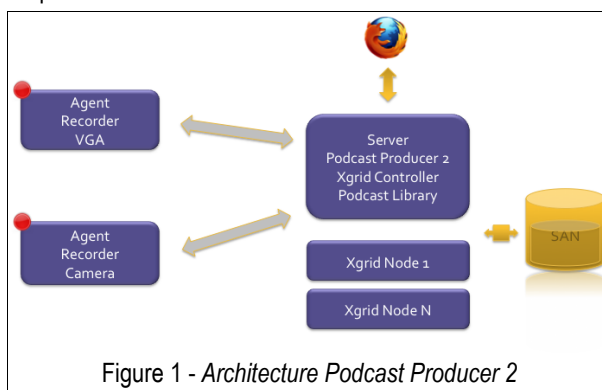 Agent
Recorder
VGA
Server
Podcast Producer 2
Xgrid Controller
Podcast Library
Agent
Recorder
Camera
SAN
Xgrid Node 1
Xgrid Node N
Figure 1 - Architecture Podcast Producer 2